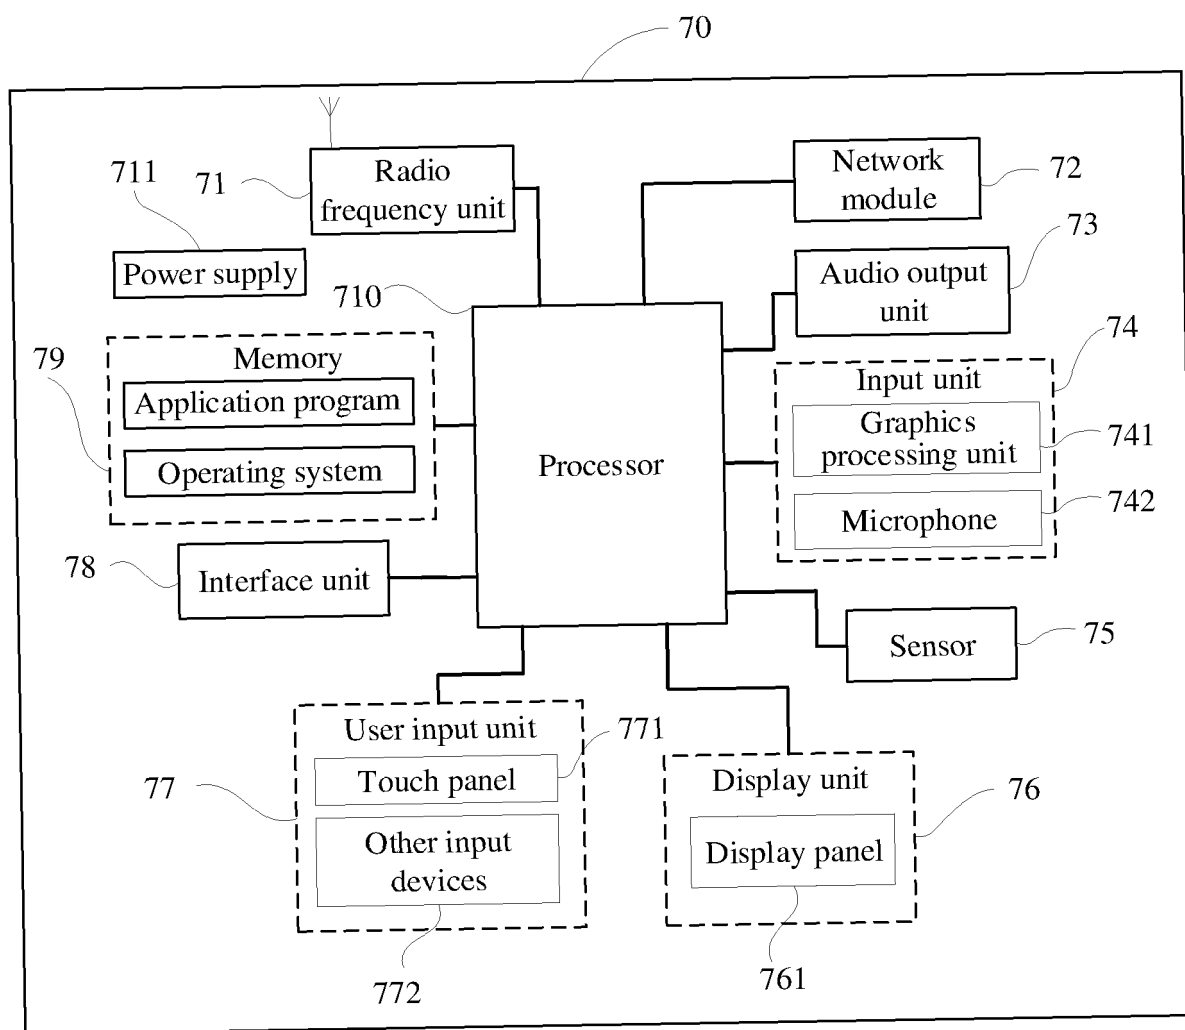 70
711
71
Radio
frequency unit
Network
module
72
Power supply
73
Audio output
unit
710
79
Memory
Application program
Operating system
Processor
74
Input unit
Graphics
processing unit
741
Microphone
742
78
Interface unit
Sensor
75
User input unit
771
77
Touch panel
Other input
devices
772
Display unit
76
Display panel
761